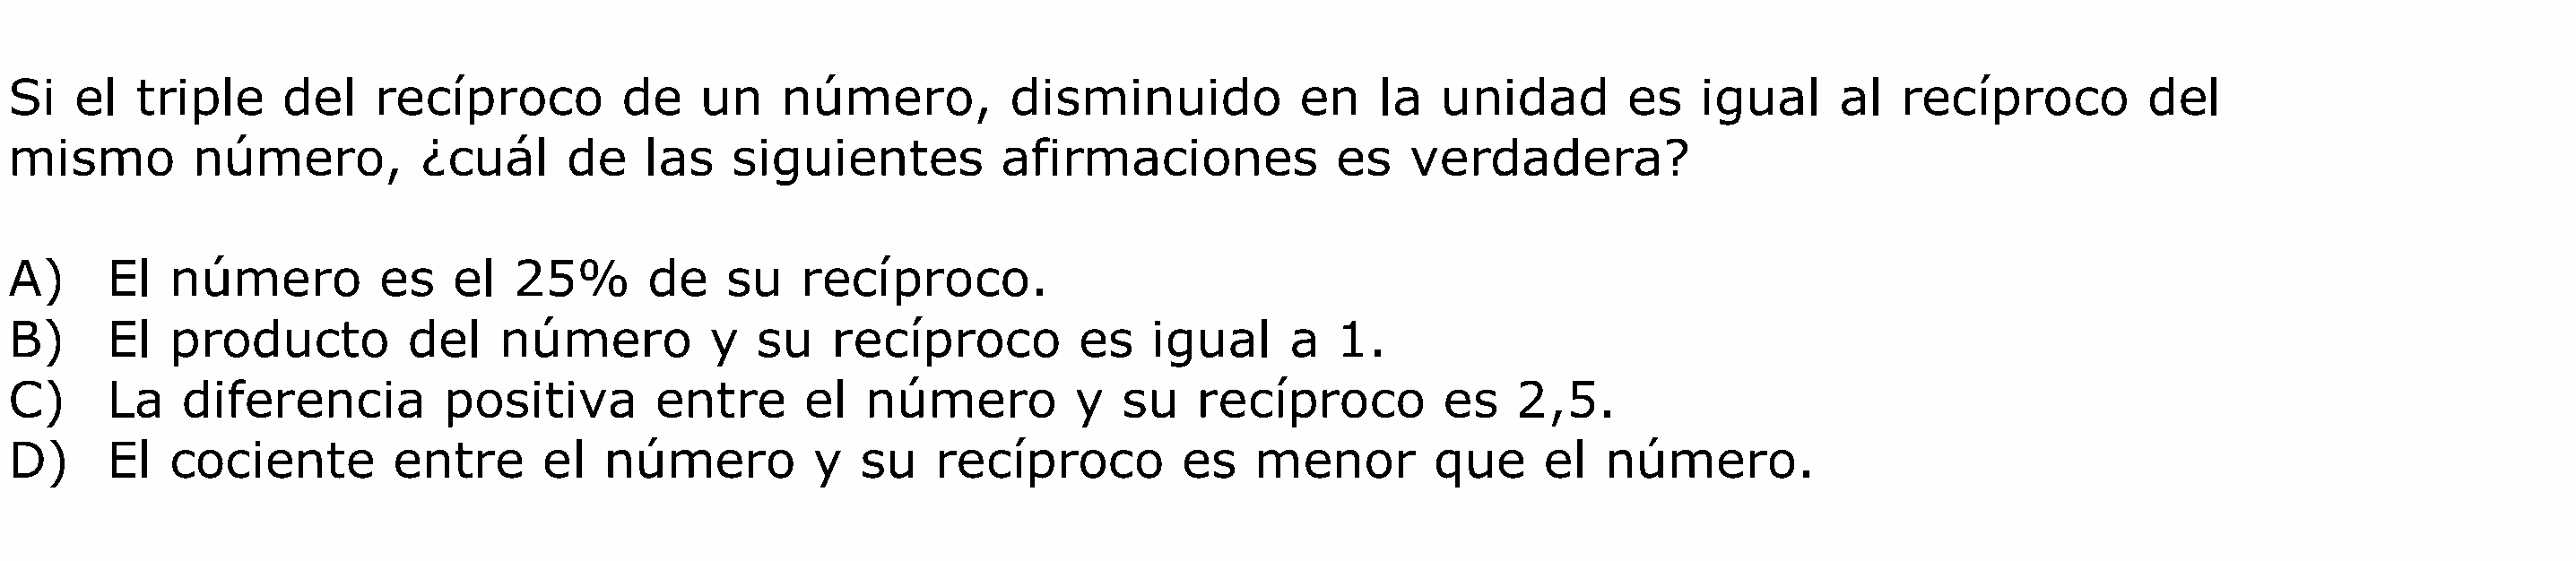 Si el triple del recíproco de un número, disminuido en la unidad es igual al recíproco del
mismo número, ¿cuál de las siguientes afirmaciones es verdadera?
A) El número es el 25% de su recíproco.
B) El producto del número y su recíproco es igual a 1.
C) La diferencia positiva entre el número y su recíproco es 2,5.
D) El cociente entre el número y su recíproco es menor que el número.